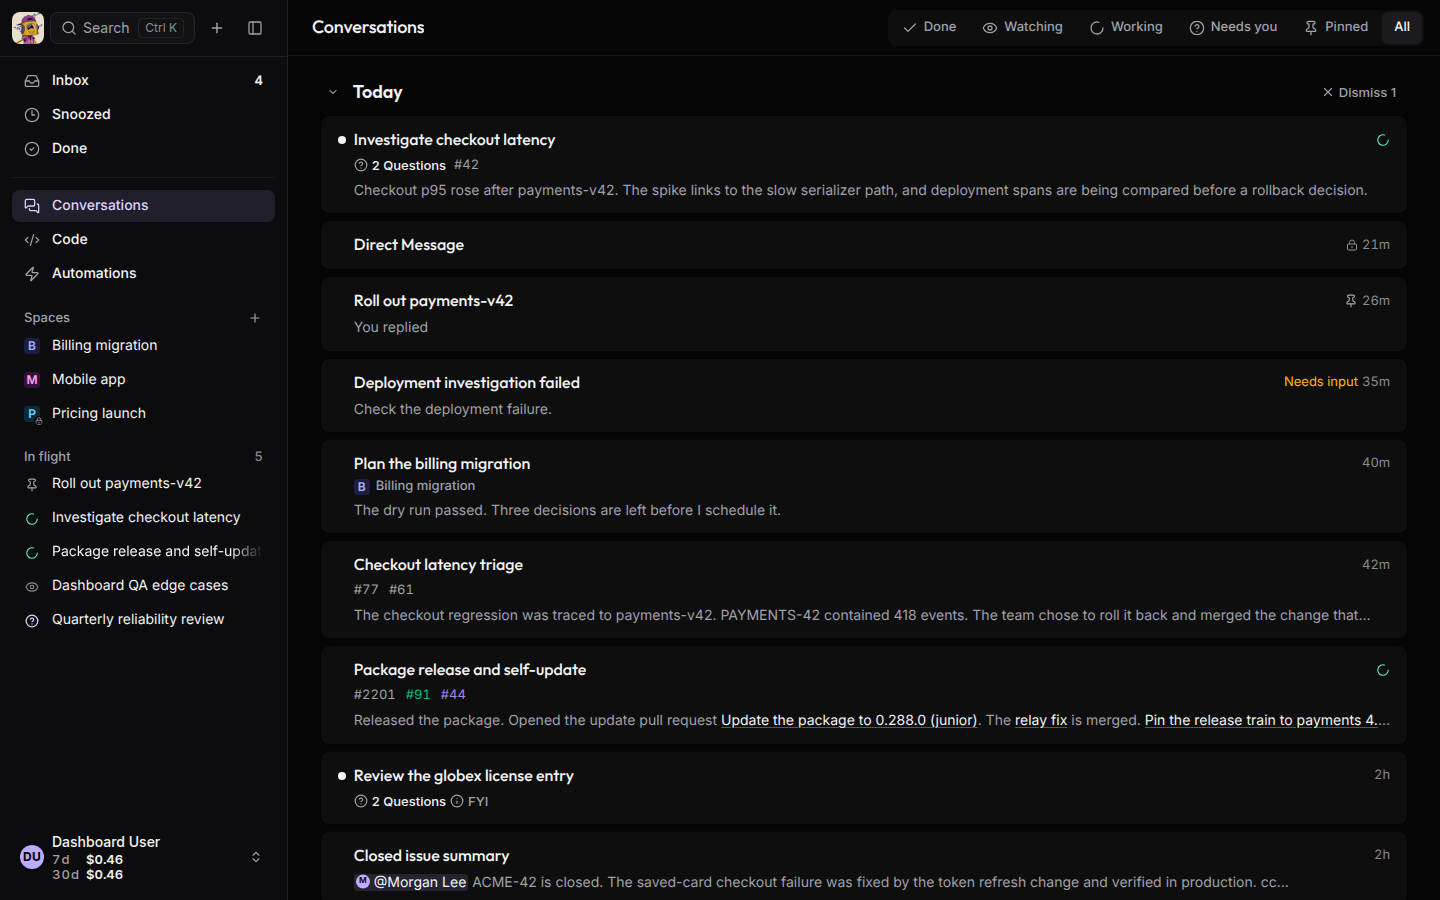 Search Ctrl K
Inbox 4
Snoozed
Done
Conversations
Code
Automations
Spaces
B Billing migration
M Mobile app
P Pricing launch
In flight 5
Roll out payments-v42
Investigate checkout latency
Package release and self-updat
Dashboard QA edge cases
Quarterly reliability review
DU Dashboard User
7d $0.46
30d $0.46
Conversations
Done Watching Working Needs you Pinned All
Today Dismiss 1
Investigate checkout latency
2 Questions #42
Checkout p95 rose after payments-v42. The spike links to the slow serializer path, and deployment spans are being compared before a rollback decision.
Direct Message 21m
Roll out payments-v42 26m
You replied
Deployment investigation failed Needs input 35m
Check the deployment failure.
Plan the billing migration 40m
B Billing migration
The dry run passed. Three decisions are left before I schedule it.
Checkout latency triage 42m
#77 #61
The checkout regression was traced to payments-v42. PAYMENTS-42 contained 418 events. The team chose to roll it back and merged the change that...
Package release and self-update
#2201 #91 #44
Released the package. Opened the update pull request Update the package to 0.288.0 (junior). The relay fix is merged. Pin the release train to payments 4....
Review the globex license entry 2h
2 Questions FYI
Closed issue summary 2h
M @Morgan Lee ACME-42 is closed. The saved-card checkout failure was fixed by the token refresh change and verified in production. cc...